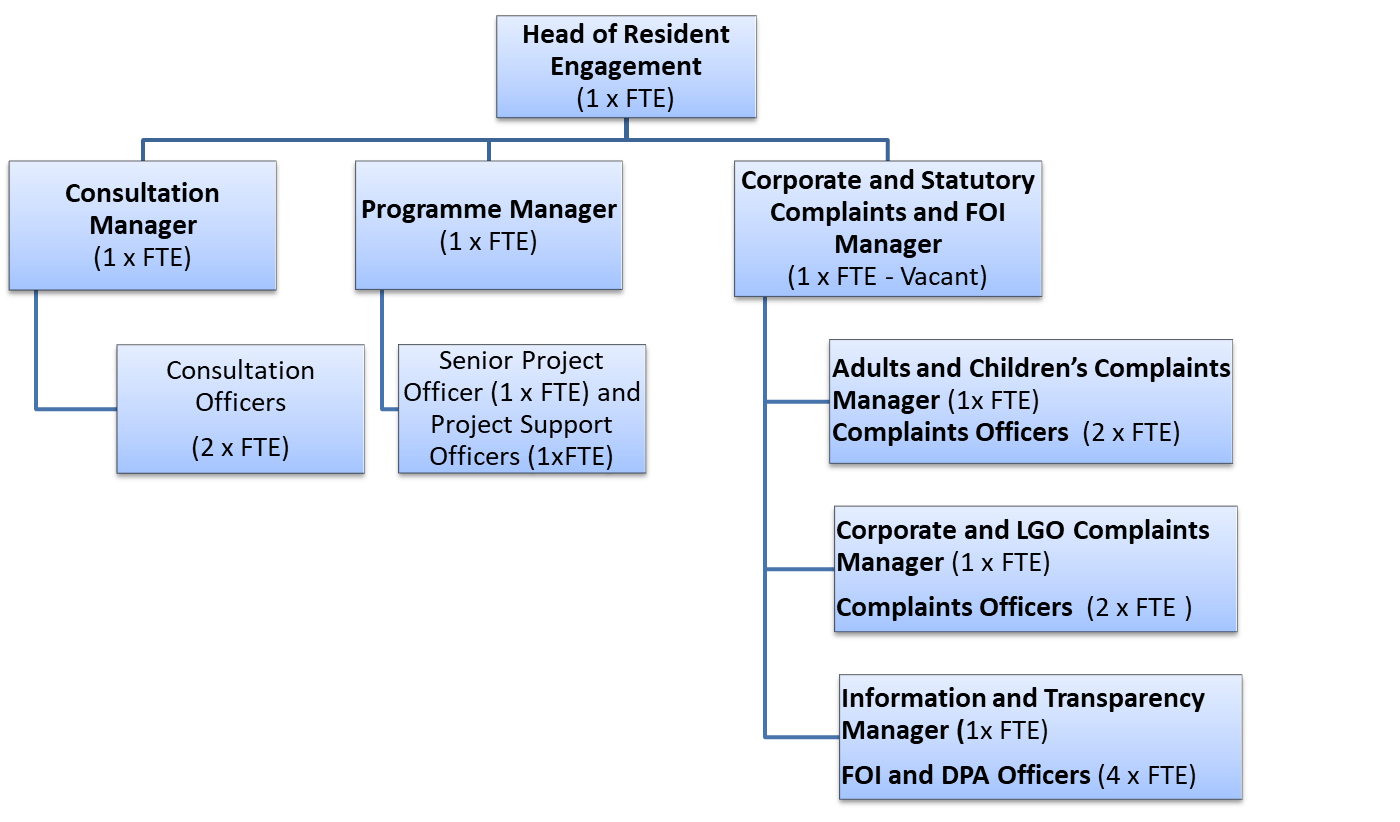 Head of Resident
Engagement
(1 x FTE)
Consultation
Manager
(1 x FTE)
Programme Manager
(1 x FTE)
Corporate and Statutory
Complaints and FOI
Manager
(1 x FTE - Vacant)
Consultation
Officers
(2 x FTE)
Senior Project
Officer (1 x FTE) and
Project Support
Officers (1xFTE)
Adults and Children’s Complaints
Manager (1x FTE)
Complaints Officers  (2 x FTE)
Corporate and LGO Complaints
Manager (1 x FTE)
Complaints Officers  (2 x FTE )
Information and Transparency
Manager (1x FTE)
FOI and DPA Officers (4 x FTE)